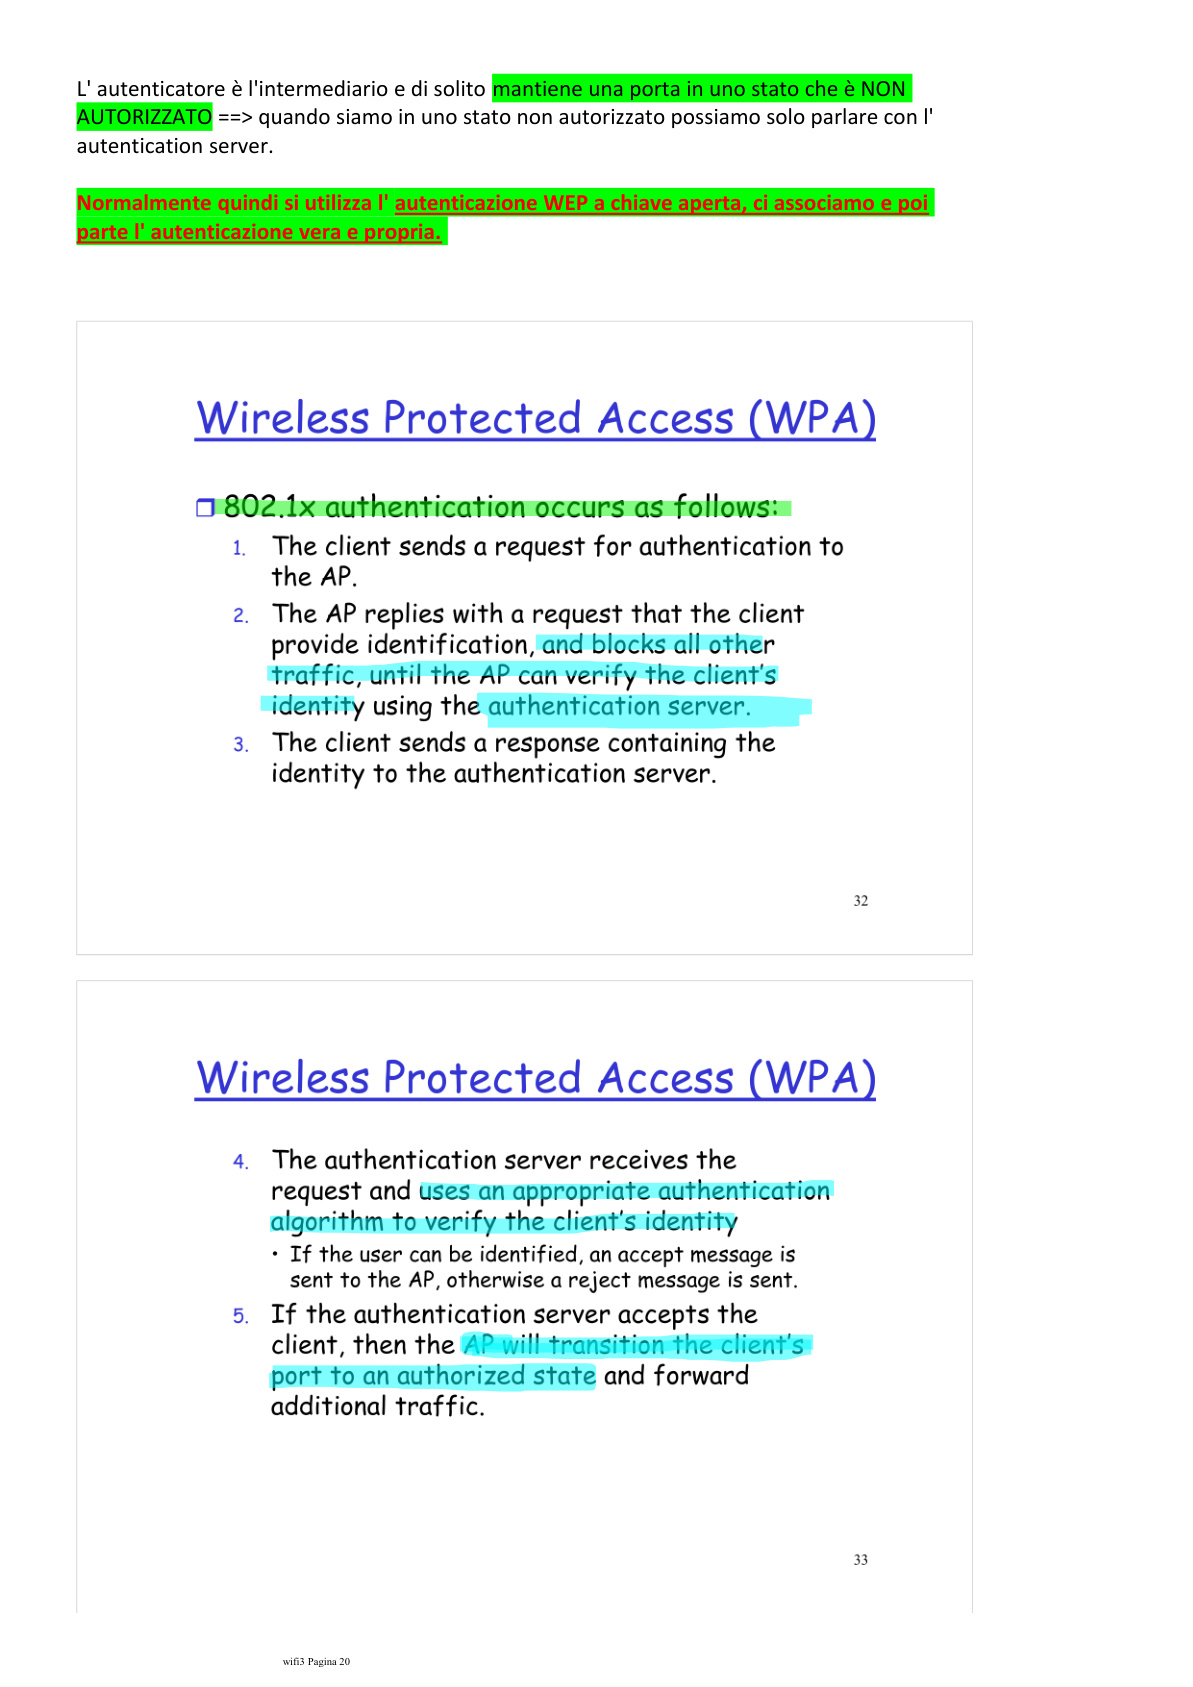 L' autenticatore è l'intermediario e di solito mantiene una porta in uno stato che è NON
AUTORIZZATO ==> quando siamo in uno stato non autorizzato possiamo solo parlare con l'
autentication server.
Normalmente quindi si utilizza l' autenticazione WEP a chiave aperta, ci associamo e poi
parte l' autenticazione vera e propria.
Wireless Protected Access (WPA)
❒ 802.1x authentication occurs as follows:
1. The client sends a request for authentication to
the AP.
2. The AP replies with a request that the client
provide identification, and blocks all other
traffic, until the AP can verify the client's
identity using the authentication server.
3. The client sends a response containing the
identity to the authentication server.
32
Wireless Protected Access (WPA)
4. The authentication server receives the
request and uses an appropriate authentication
algorithm to verify the client's identity
• If the user can be identified, an accept message is
sent to the AP, otherwise a reject message is sent.
5. If the authentication server accepts the
client, then the AP will transition the client's
port to an authorized state and forward
additional traffic.
33
wifi3 Pagina 20